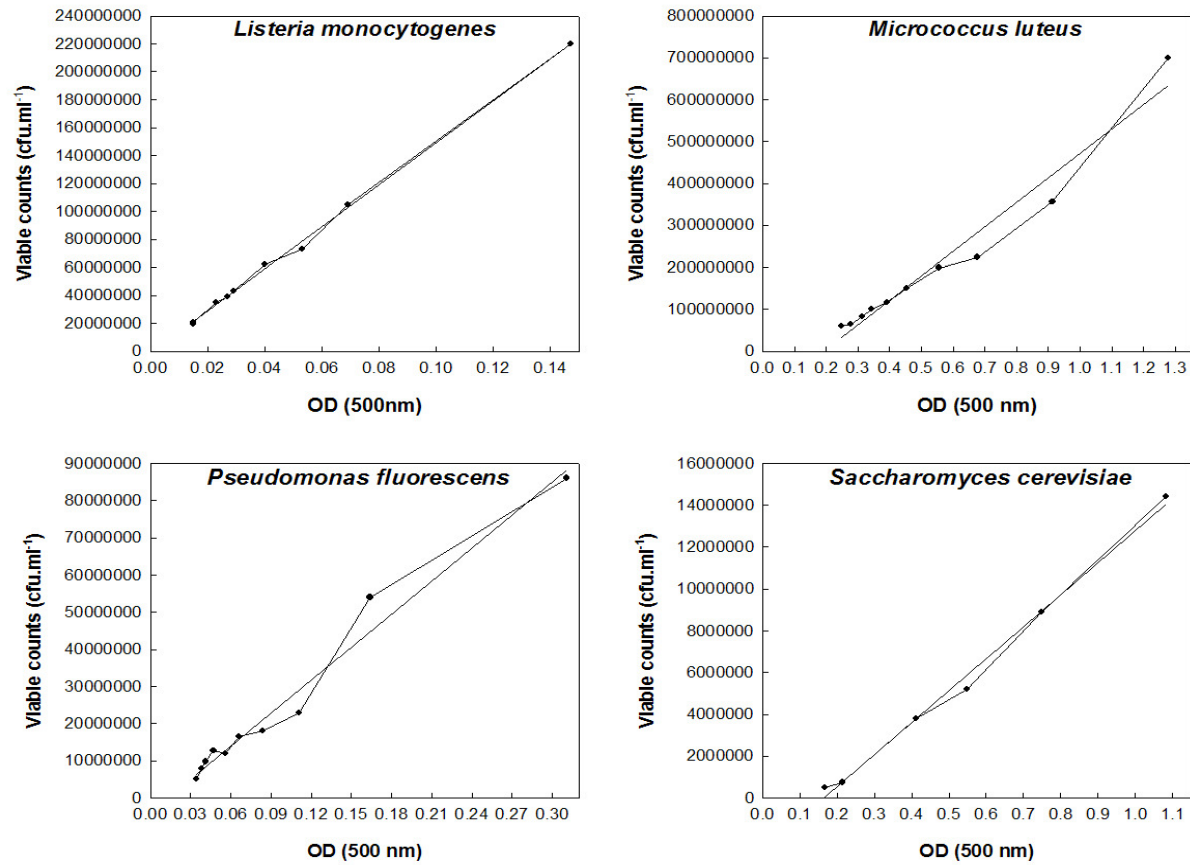 Listeria monocytogenes
Viable counts (cfu.ml-1)
240000000
220000000
200000000
180000000
160000000
140000000
120000000
100000000
80000000
60000000
40000000
20000000
0
0.00 0.02 0.04 0.06 0.08 0.10 0.12 0.14
OD (500nm)
Micrococcus luteus
Viable counts (cfu.ml-1)
800000000
700000000
600000000
500000000
400000000
300000000
200000000
100000000
0
0.0 0.1 0.2 0.3 0.4 0.5 0.6 0.7 0.8 0.9 1.0 1.1 1.2 1.3
OD (500 nm)
Pseudomonas fluorescens
Viable counts (cfu.ml-1)
90000000
80000000
70000000
60000000
50000000
40000000
30000000
20000000
10000000
0
0.00 0.03 0.06 0.09 0.12 0.15 0.18 0.21 0.24 0.27 0.30
OD (500 nm)
Saccharomyces cerevisiae
Viable counts (cfu.ml-1)
16000000
14000000
12000000
10000000
8000000
6000000
4000000
2000000
0
0.0 0.1 0.2 0.3 0.4 0.5 0.6 0.7 0.8 0.9 1.0 1.1
OD (500 nm)